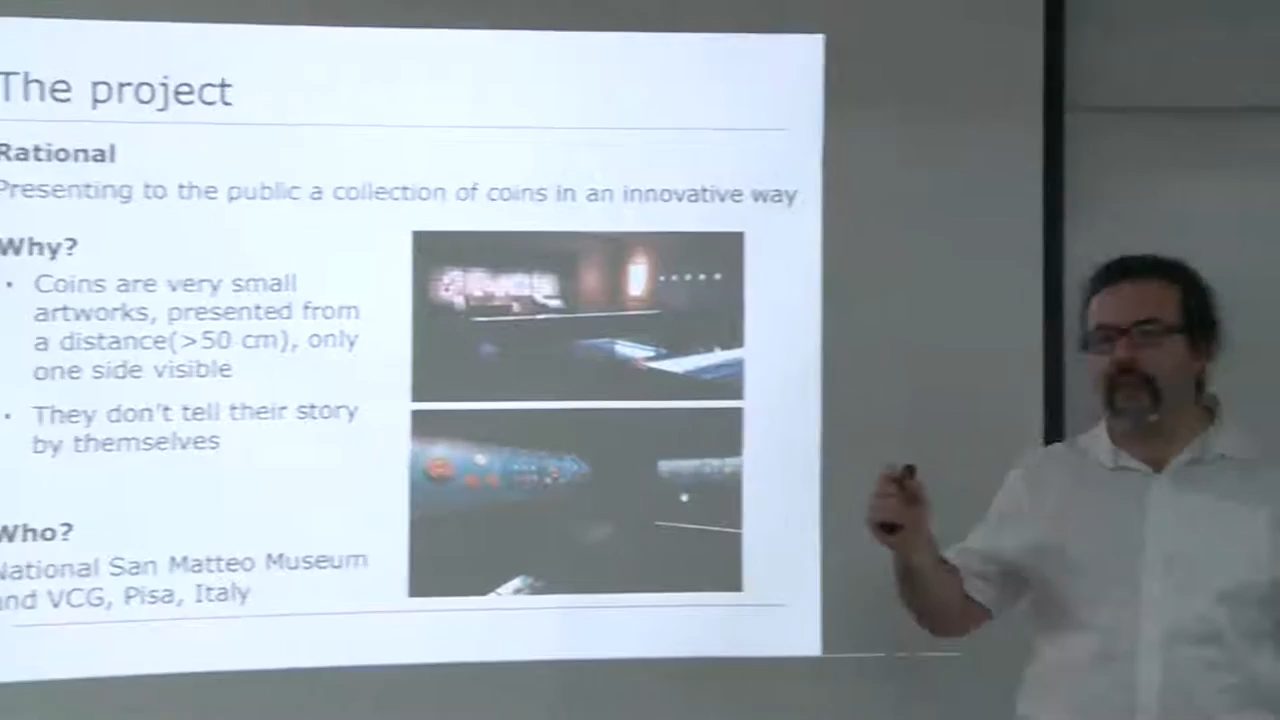 The project
Rational
Presenting to the public a collection of coins in an innovative way
Why?
• Coins are very small
artworks, presented from
a distance(>50 cm), only
one side visible
• They don't tell their story
by themselves
Who?
National San Matteo Museum
and VCG, Pisa, Italy